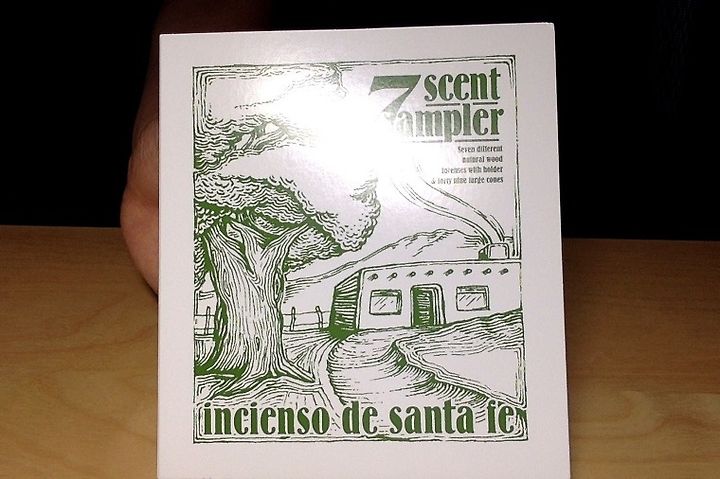 7 scent
sampler
Seven different
natural wood
incenses with holder
& forty nine large cones
incienso de santa fe